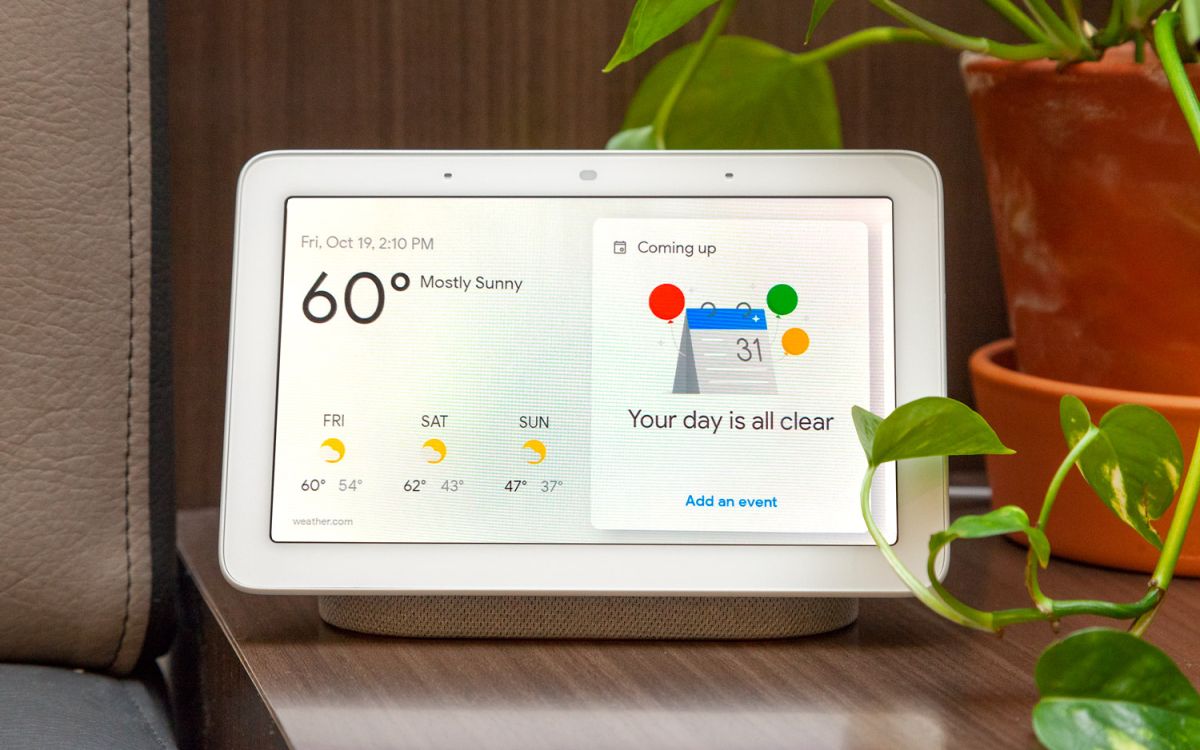 Fri, Oct 19, 2:10 PM
60° Mostly Sunny
FRI SAT SUN
60° 54° 62° 43° 47° 37°
weather.com
Coming up
31
Your day is all clear
Add an event